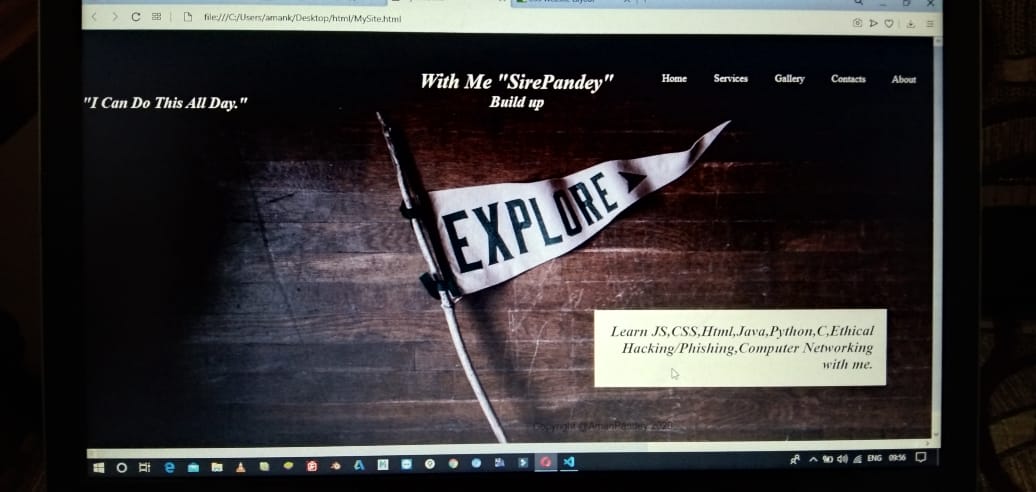 file:///C:/Users/amank/Desktop/html/MySite.html
With Me "SirePandey"
Home Services Gallery Contacts About
"I Can Do This All Day."
Build up
EXPLORE
Learn JS,CSS,Html,Java,Python,C,Ethical
Hacking/Phishing,Computer Networking
with me.
Copyright @AmanPandey 2020
ENG 09:56